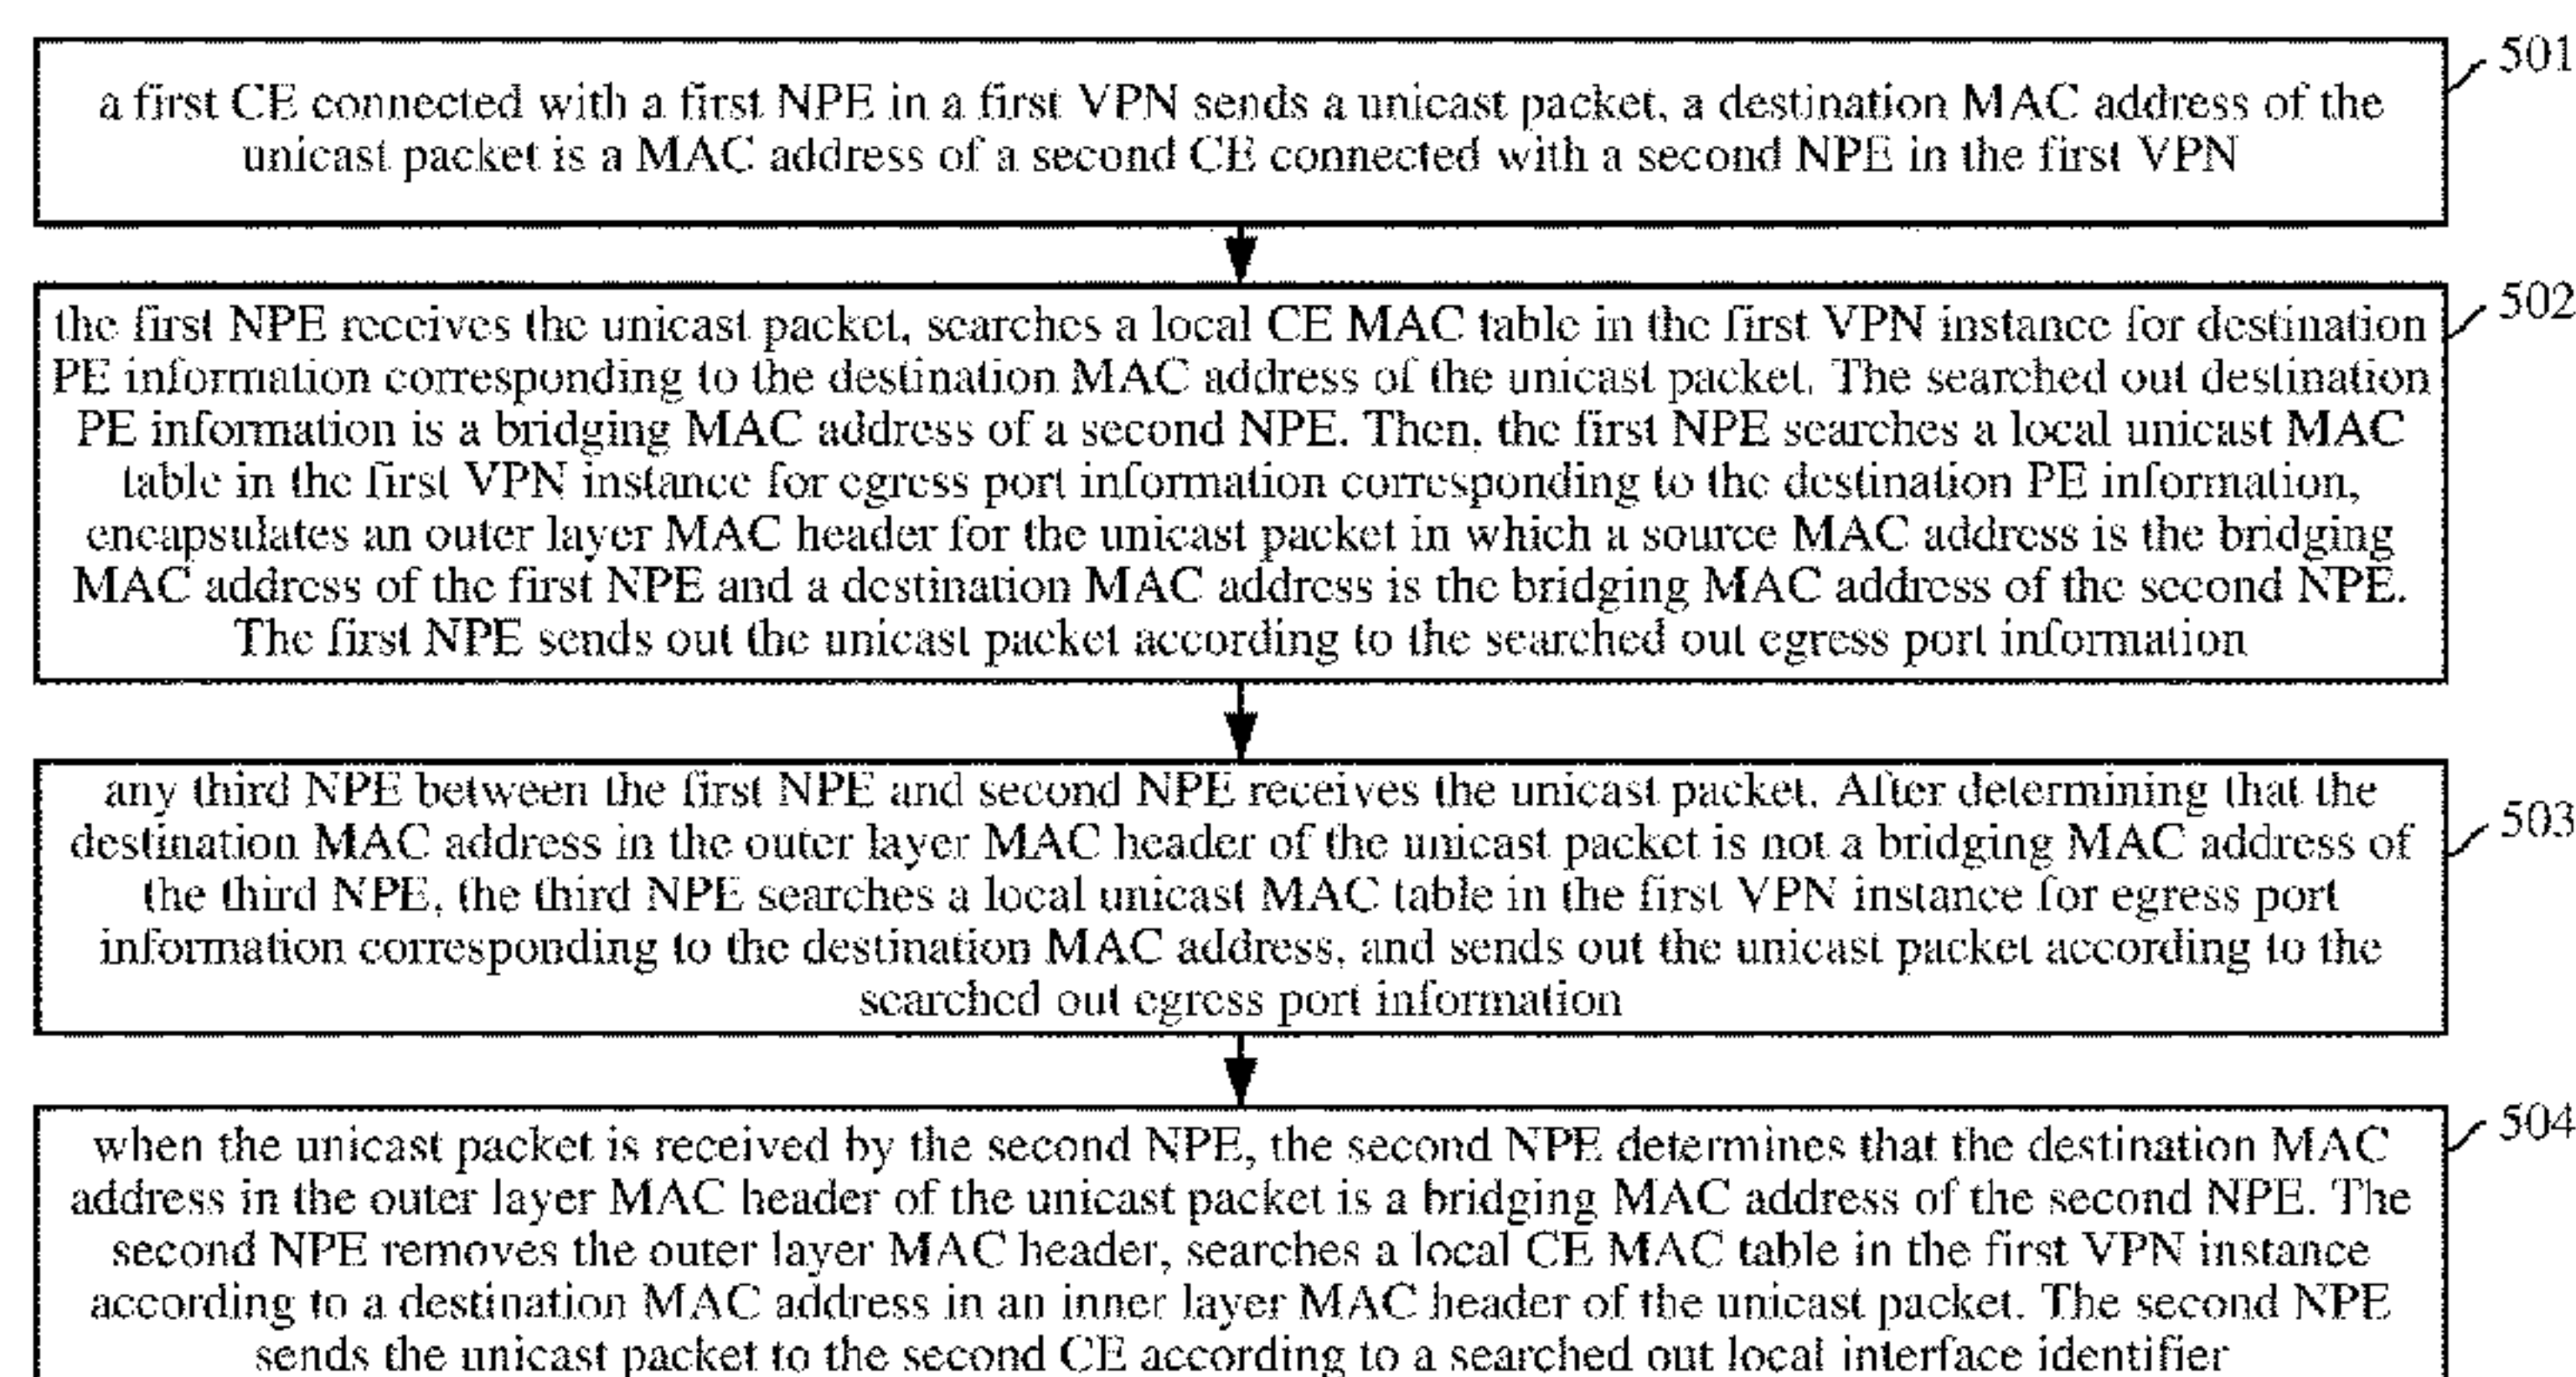 501
a first CE connected with a first NPE in a first VPN sends a unicast packet, a destination MAC address of the
unicast packet is a MAC address of a second CE connected with a second NPE in the first VPN
502
the first NPE receives the unicast packet, searches a local CE MAC table in the first VPN instance for destination
PE information corresponding to the destination MAC address of the unicast packet. The searched out destination
PE information is a bridging MAC address of a second NPE. Then, the first NPE searches a local unicast MAC
table in the first VPN instance for egress port information corresponding to the destination PE information,
encapsulates an outer layer MAC header for the unicast packet in which a source MAC address is the bridging
MAC address of the first NPE and a destination MAC address is the bridging MAC address of the second NPE.
The first NPE sends out the unicast packet according to the searched out egress port information
any third NPE between the first NPE and second NPE receives the unicast packet. After determining that the
503
destination MAC address in the outer layer MAC header of the unicast packet is not a bridging MAC address of
the third NPE, the third NPE searches a local unicast MAC table in the first VPN instance for egress port
information corresponding to the destination MAC address, and sends out the unicast packet according to the
searched out egress port information
504
when the unicast packet is received by the second NPE, the second NPE determines that the destination MAC
address in the outer layer MAC header of the unicast packet is a bridging MAC address of the second NPE. The
second NPE removes the outer layer MAC header, searches a local CE MAC table in the first VPN instance
according to a destination MAC address in an inner layer MAC header of the unicast packet. The second NPE
sends the unicast packet to the second CE according to a searched out local interface identifier